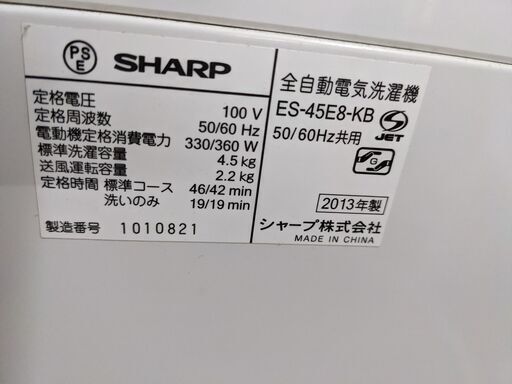 PS
E
SHARP
定格電圧 100 V
定格周波数 50/60 Hz
電動機定格消費電力 330/360 W
標準洗濯容量 4.5 kg
送風運転容量 2.2 kg
定格時間 標準コース 46/42 min
洗いのみ 19/19 min
製造番号 1010821
全自動電気洗濯機
ES-45E8-KB
50/60Hz共用
S
JET
G
2013年製
シャープ株式会社
MADE IN CHINA